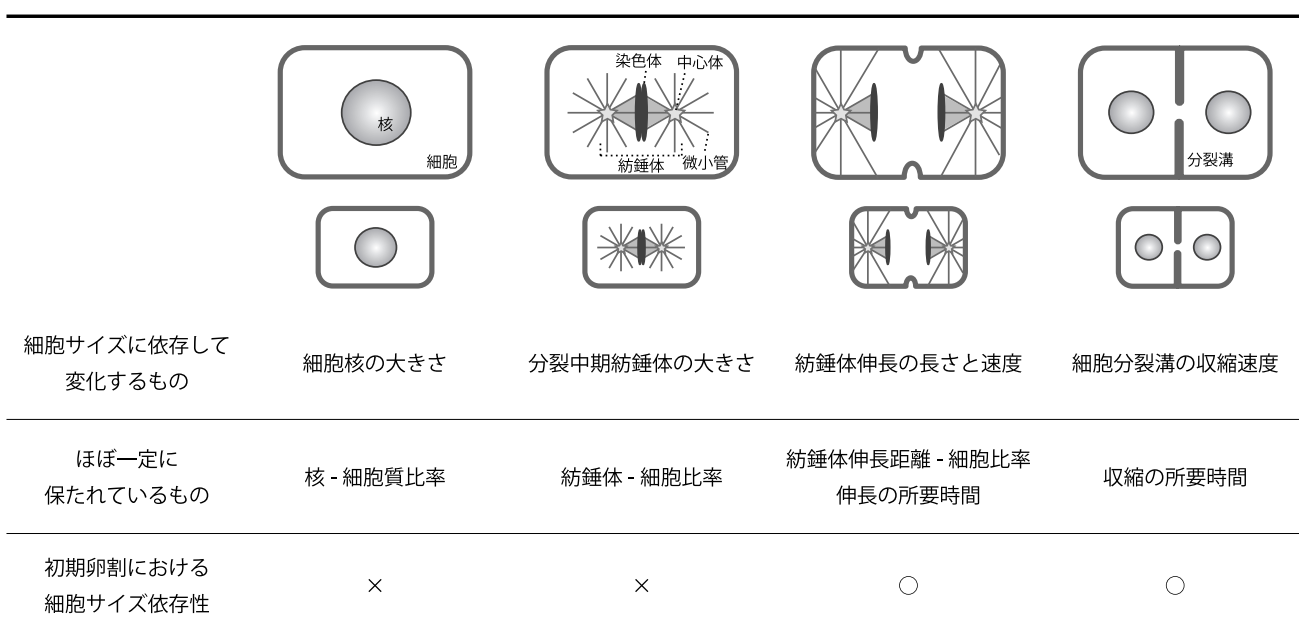 染色体
中心体
核
細胞
紡錘体
微小管
分裂溝
細胞サイズに依存して
変化するもの
細胞核の大きさ
分裂中期紡錘体の大きさ
紡錘体伸長の長さと速度
細胞分裂溝の収縮速度
ほぼ一定に
保たれているもの
核 - 細胞質比率
紡錘体 - 細胞比率
紡錘体伸長距離 - 細胞比率
伸長の所要時間
収縮の所要時間
初期卵割における
細胞サイズ依存性
×
×
○
○